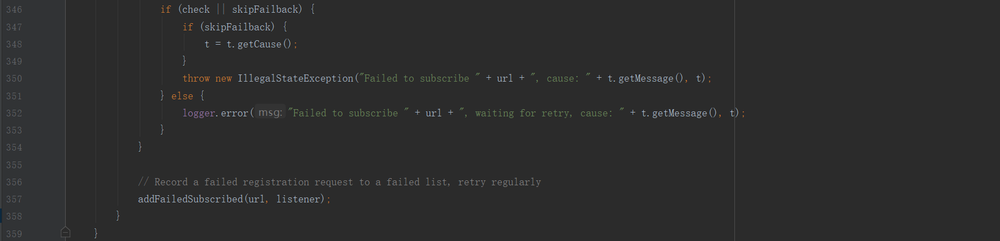 346 if (check || skipFailback) {
347 if (skipFailback) {
348 t = t.getCause();
349 }
350 throw new IllegalStateException("Failed to subscribe " + url + ", cause: " + t.getMessage(), t);
351 } else {
352 logger.error( msg: "Failed to subscribe " + url + ", waiting for retry, cause: " + t.getMessage(), t);
353 }
354 }
355
356 // Record a failed registration request to a failed list, retry regularly
357 addFailedSubscribed(url, listener);
358 }
359 }